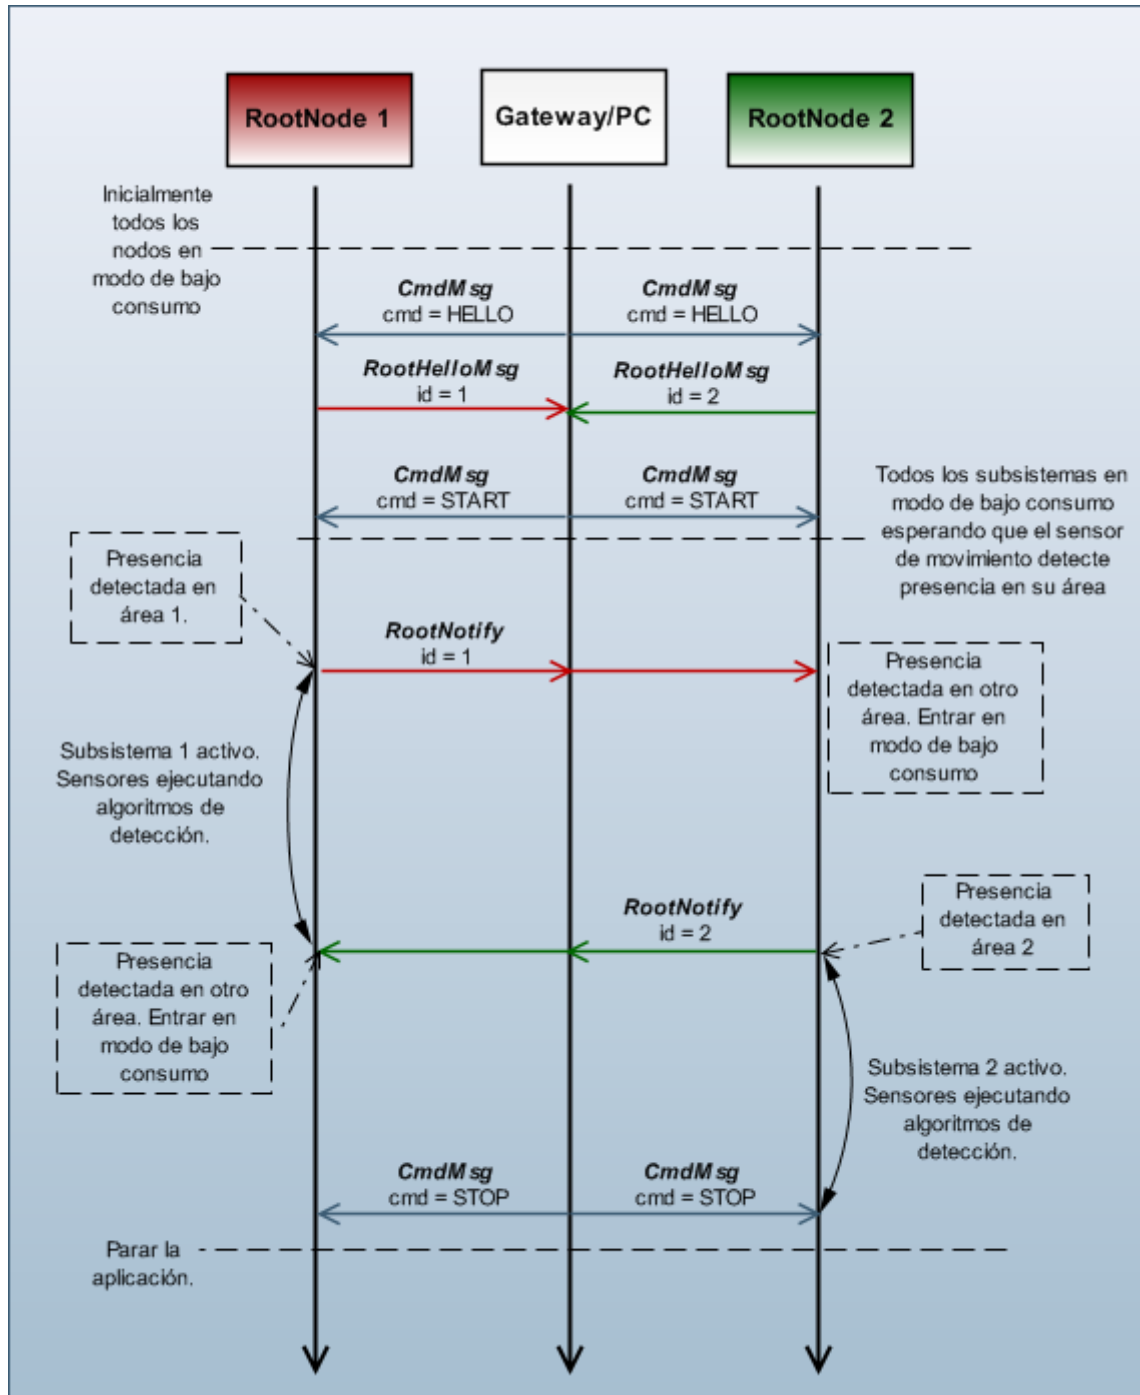 RootNode 1
Gateway/PC
RootNode 2
Inicialmente
todos los
nodos en
modo de bajo
consumo
CmdMsg
cmd = HELLO
CmdMsg
cmd = HELLO
RootHelloMsg
id = 1
RootHelloMsg
id = 2
CmdMsg
cmd = START
CmdMsg
cmd = START
Todos los subsistemas en
modo de bajo consumo
esperando que el sensor
de movimiento detecte
presencia en su área
Presencia
detectada en
área 1.
RootNotify
id = 1
Presencia
detectada en otro
área. Entrar en
modo de bajo
consumo
Subsistema 1 activo.
Sensores ejecutando
algoritmos de
detección.
RootNotify
id = 2
Presencia
detectada en
área 2
Presencia
detectada en otro
área. Entrar en
modo de bajo
consumo
Subsistema 2 activo.
Sensores ejecutando
algoritmos de
detección.
CmdMsg
cmd = STOP
CmdMsg
cmd = STOP
Parar la
aplicación.